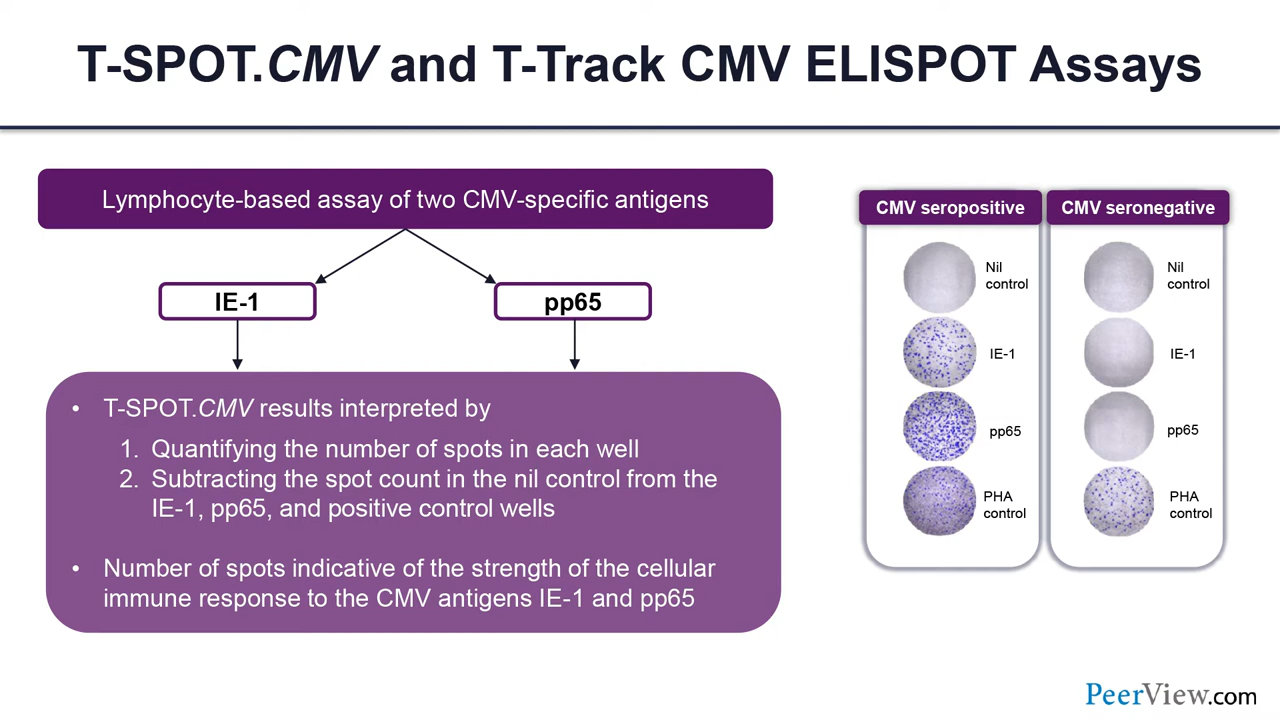 T-SPOT.CMV and T-Track CMV ELISPOT Assays
Lymphocyte-based assay of two CMV-specific antigens
IE-1
pp65
• T-SPOT.CMV results interpreted by
1. Quantifying the number of spots in each well
2. Subtracting the spot count in the nil control from the
IE-1, pp65, and positive control wells
• Number of spots indicative of the strength of the cellular
immune response to the CMV antigens IE-1 and pp65
CMV seropositive
Nil
control
IE-1
pp65
PHA
control
CMV seronegative
Nil
control
IE-1
pp65
PHA
control
PeerView.com